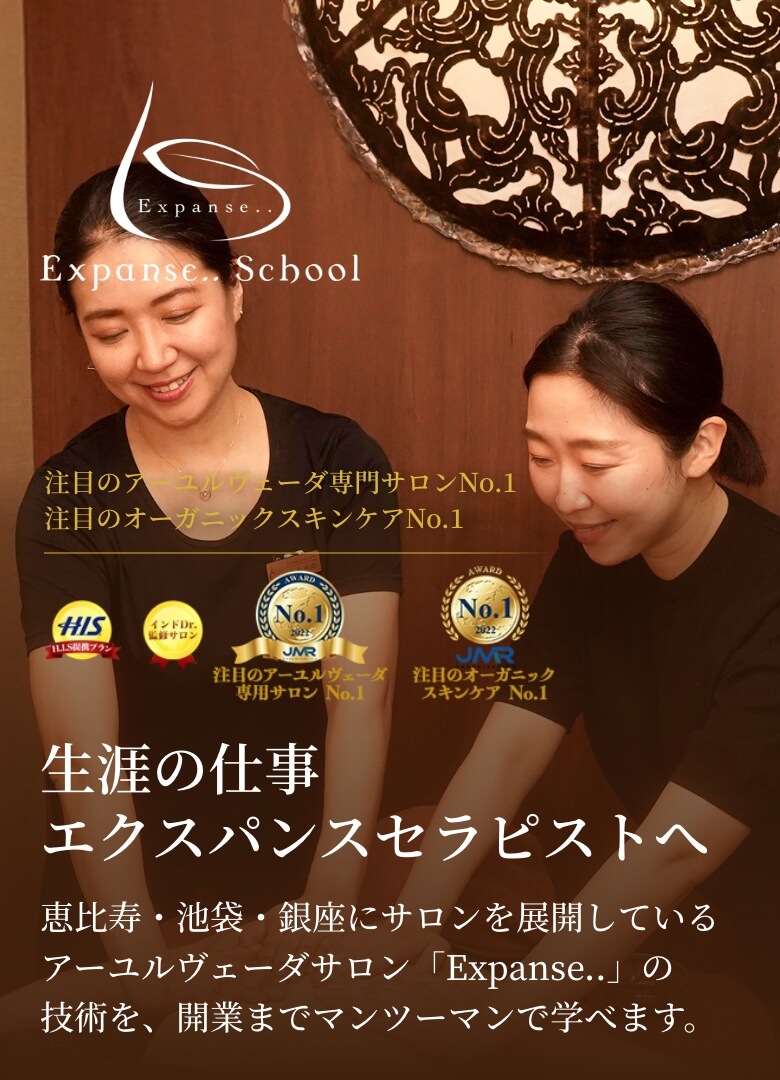 Expanse..
Expanse.. School
注目のアーユルヴェーダ専門サロンNo.1
注目のオーガニックスキンケアNo.1
HIS
H.I.S提携プラン
インドDr.
監修サロン
AWARD
No.1
2022
JMR
注目のアーユルヴェーダ
専用サロン No.1
AWARD
No.1
2022
JMR
注目のオーガニック
スキンケア No.1
生涯の仕事
エクスパンスセラピストへ
恵比寿・池袋・銀座にサロンを展開している
アーユルヴェーダサロン「Expanse..」の
技術を、開業までマンツーマンで学べます。